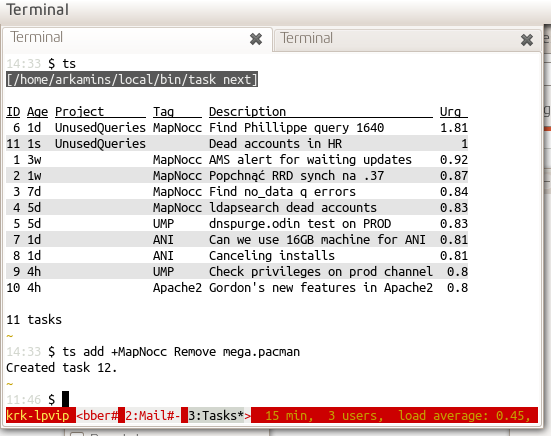 Terminal
Terminal Terminal
14:33 $ ts
[/home/arkamins/local/bin/task next]
ID Age Project Tag Description Urg
6 1d UnusedQueries MapNocc Find Phillippe query 1640 1.81
11 1s UnusedQueries Dead accounts in HR 1
1 3w MapNocc AMS alert for waiting updates 0.92
2 1w MapNocc Popchnąć RRD synch na .37 0.87
3 7d MapNocc Find no_data q errors 0.84
4 5d MapNocc ldapsearch dead accounts 0.83
5 5d UMP dnspurge.odin test on PROD 0.83
7 1d ANI Can we use 16GB machine for ANI 0.81
8 1d ANI Canceling installs 0.81
9 4h UMP Check privileges on prod channel 0.8
10 4h Apache2 Gordon's new features in Apache2 0.8
11 tasks
~
14:33 $ ts add +MapNocc Remove mega.pacman
Created task 12.
~
11:46 $
krk-lpvip <bber# 2:Mail#- 3:Tasks*> 15 min, 3 users, load average: 0.45,